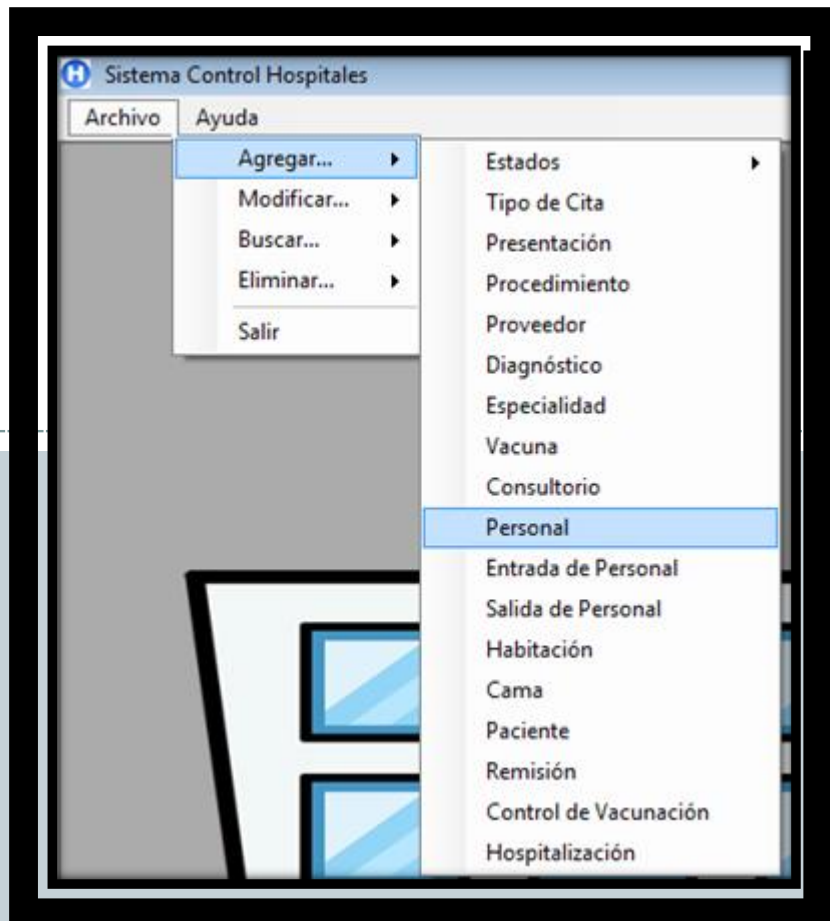 H Sistema Control Hospitales
Archivo Ayuda
Agregar...
Modificar...
Buscar...
Eliminar...
Salir
Estados
Tipo de Cita
Presentación
Procedimiento
Proveedor
Diagnóstico
Especialidad
Vacuna
Consultorio
Personal
Entrada de Personal
Salida de Personal
Habitación
Cama
Paciente
Remisión
Control de Vacunación
Hospitalización